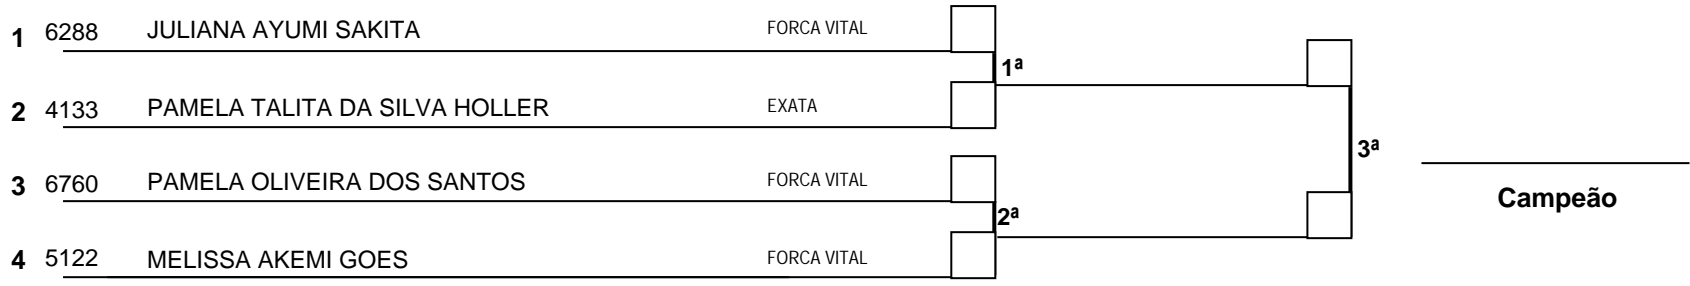 1 6288 JULIANA AYUMI SAKITA FORCA VITAL
1ª
2 4133 PAMELA TALITA DA SILVA HOLLER EXATA
3ª
3 6760 PAMELA OLIVEIRA DOS SANTOS FORCA VITAL
Campeão
2ª
4 5122 MELISSA AKEMI GOES FORCA VITAL